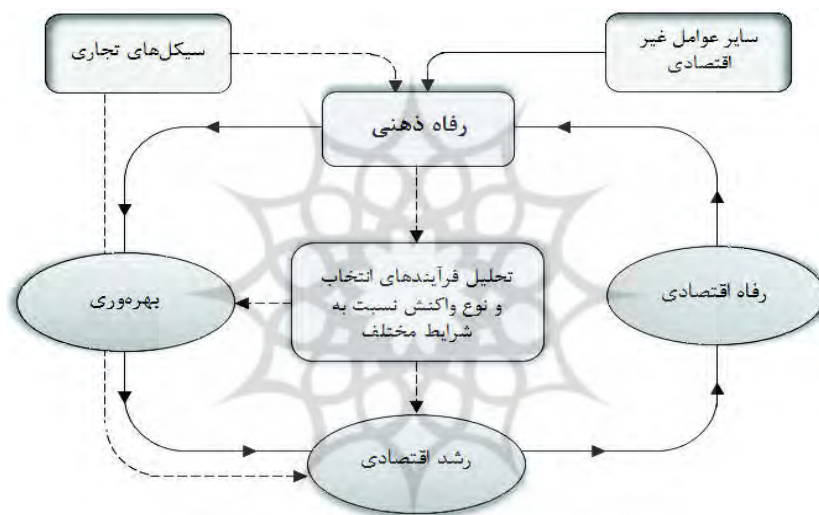 سایر عوامل غیر
اقتصادی
سیکل‌های تجاری
رفاه ذهنی
تحلیل فرآیندهای انتخاب
و نوع واکنش نسبت به
شرایط مختلف
رفاه اقتصادی
بهره‌وری
رشد اقتصادی